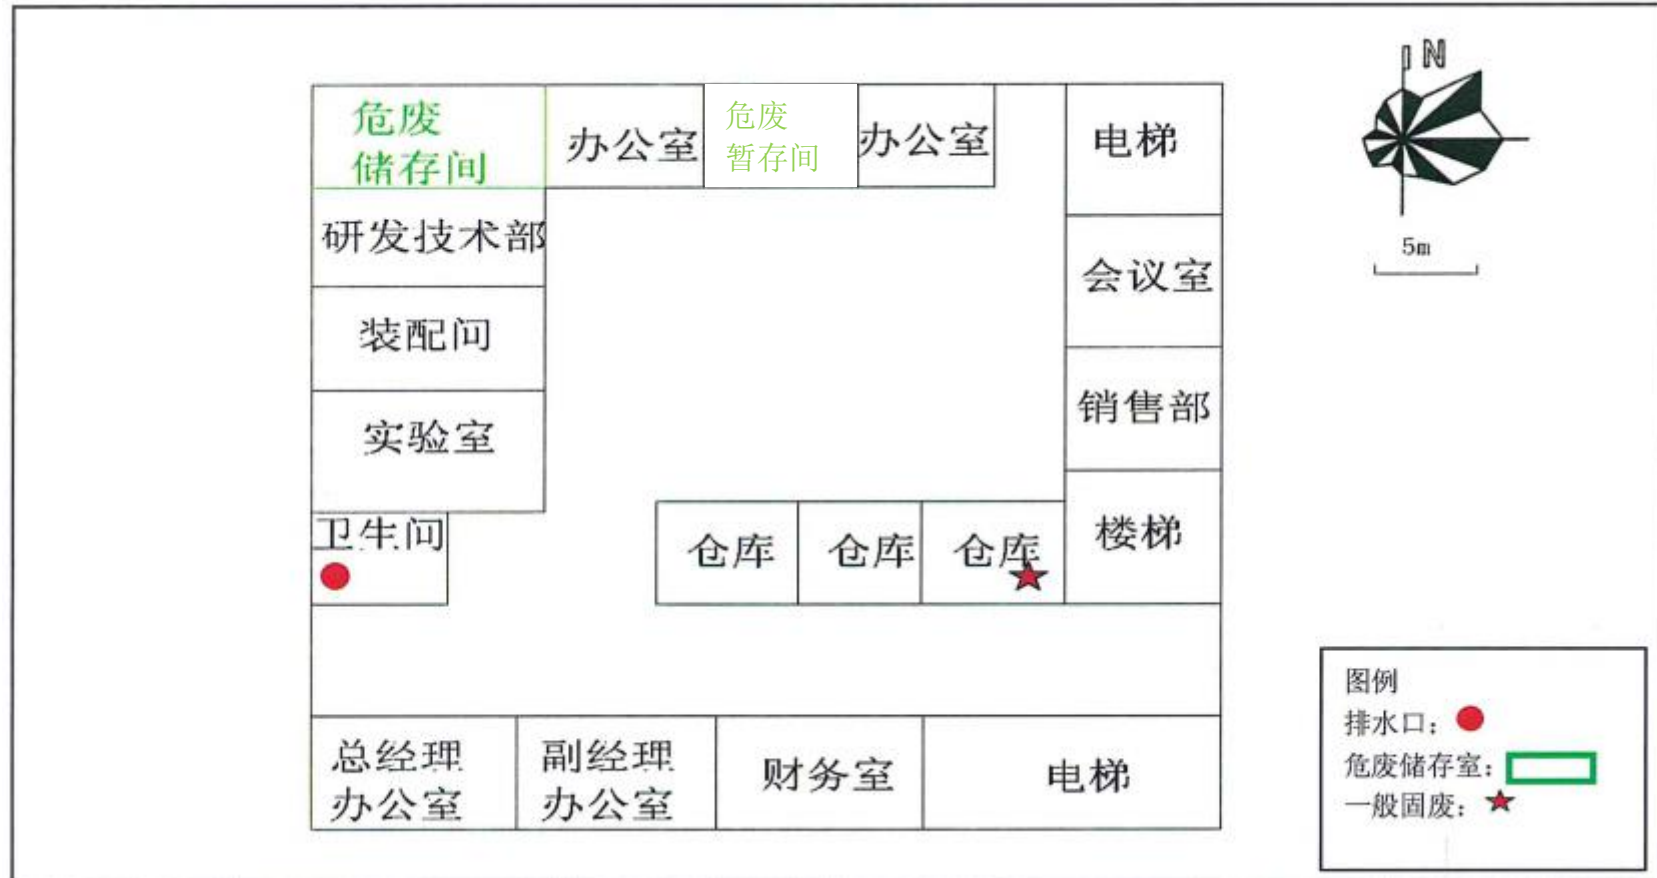 N
5m
危废
储存间
办公室
危废
暂存间
办公室
电梯
研发技术部
会议室
装配间
销售部
实验室
卫生间
仓库
仓库
仓库
楼梯
总经理
办公室
副经理
办公室
财务室
电梯
图例
排水口：
危废储存室：
一般固废：